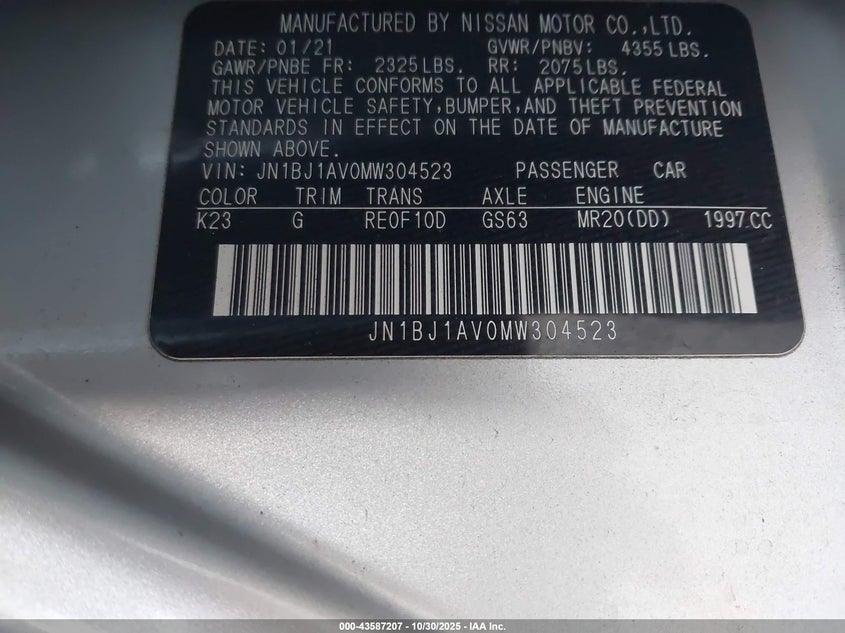 MANUFACTURED BY NISSAN MOTOR CO.,LTD.
DATE: 01/21 GVWR/PNBV: 4355 LBS.
GAWR/PNBE FR: 2325 LBS. RR: 2075 LBS.
THIS VEHICLE CONFORMS TO ALL APPLICABLE FEDERAL
MOTOR VEHICLE SAFETY, BUMPER, AND THEFT PREVENTION
STANDARDS IN EFFECT ON THE DATE OF MANUFACTURE
SHOWN ABOVE.
VIN: JN1BJ1AV0MW304523 PASSENGER CAR
COLOR TRIM TRANS AXLE ENGINE
K23 G RE0F10D GS63 MR20(DD) 1997.CC
JN1BJ1AV0MW304523
000-43587207 - 10/30/2025 - IAA Inc.